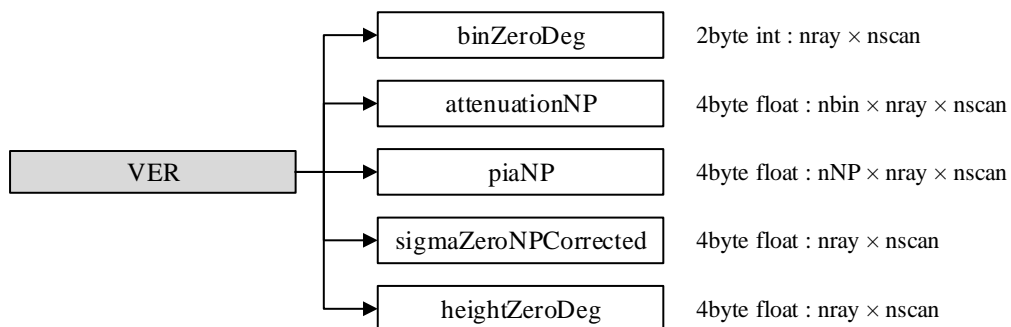 binZeroDeg 2byte int : nray × nscan
attenuationNP 4byte float : nbin × nray × nscan
VER piaNP 4byte float : nNP × nray × nscan
sigmaZeroNPCorrected 4byte float : nray × nscan
heightZeroDeg 4byte float : nray × nscan